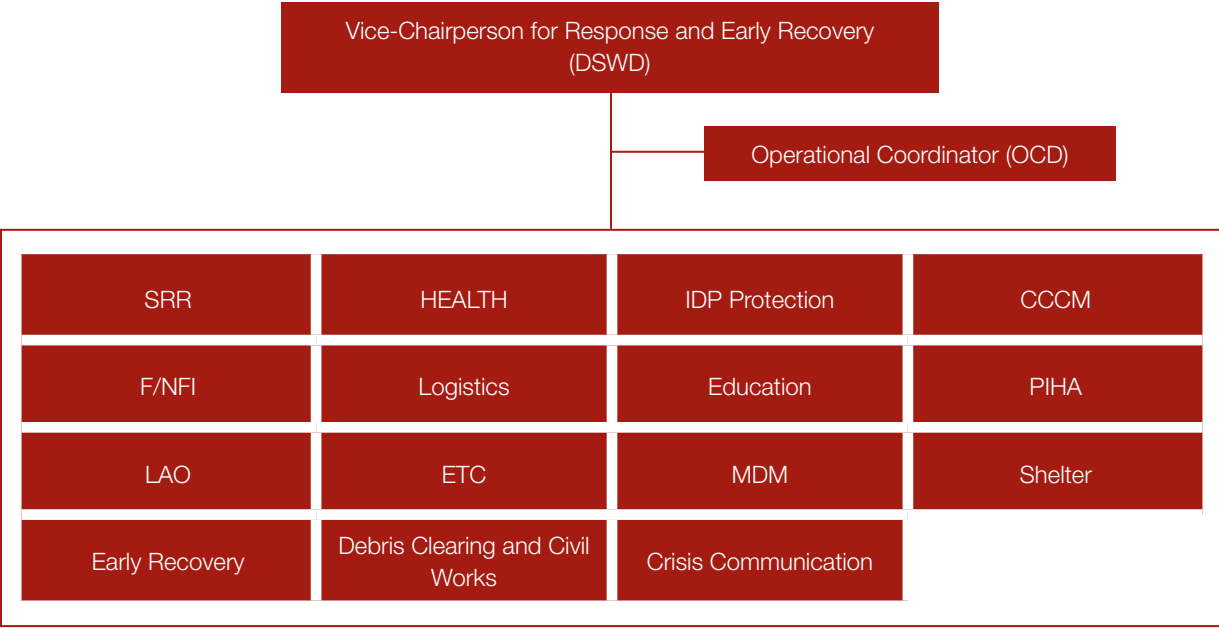 Vice-Chairperson for Response and Early Recovery
(DSWD)
Operational Coordinator (OCD)
SRR
HEALTH
IDP Protection
CCCM
F/NFI
Logistics
Education
PIHA
LAO
ETC
MDM
Shelter
Early Recovery
Debris Clearing and Civil
Works
Crisis Communication